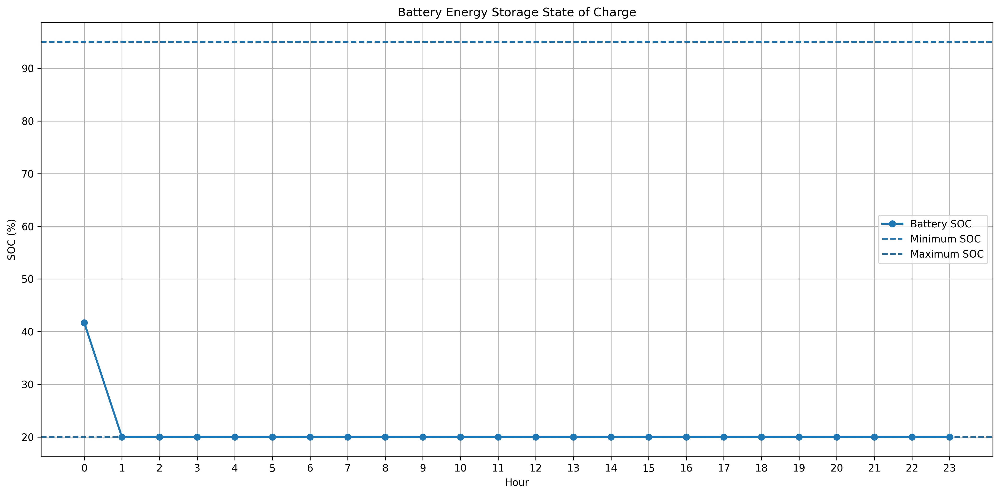 Battery Energy Storage State of Charge
SOC (%)
90
80
70
60
50
40
30
20
Battery SOC
Minimum SOC
Maximum SOC
0 1 2 3 4 5 6 7 8 9 10 11 12 13 14 15 16 17 18 19 20 21 22 23
Hour